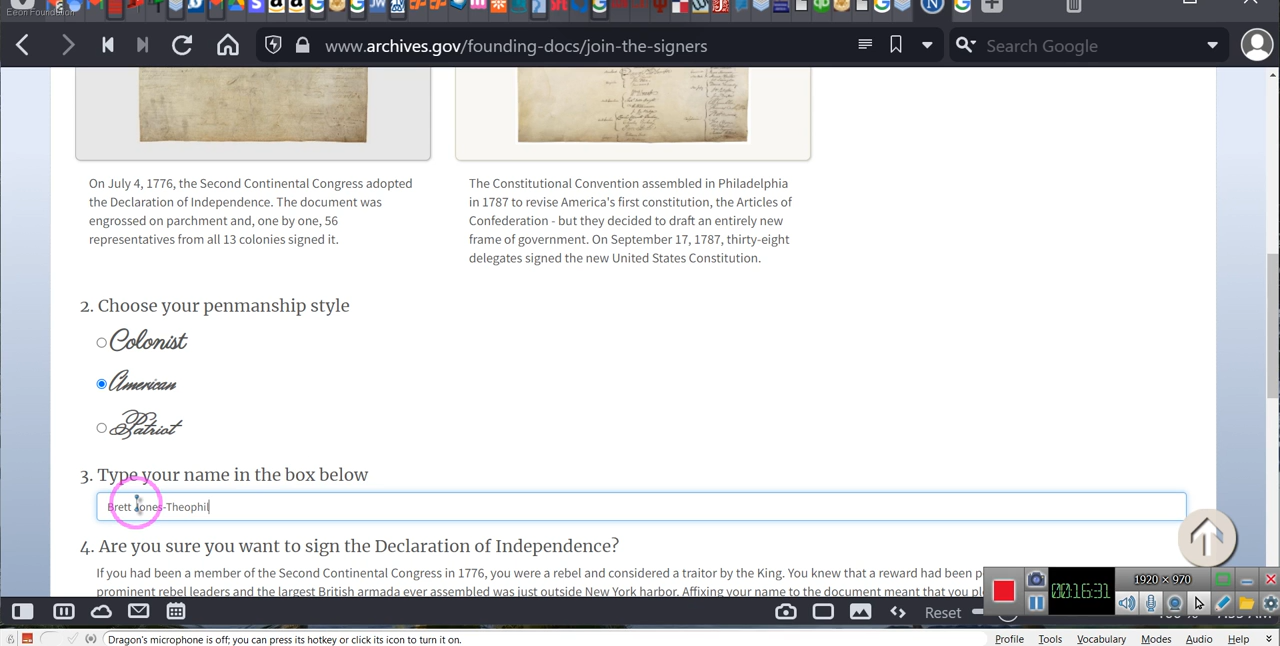 Eeon Foundation
www.archives.gov/founding-docs/join-the-signers
Search Google
On July 4, 1776, the Second Continental Congress adopted
the Declaration of Independence. The document was
engrossed on parchment and, one by one, 56
representatives from all 13 colonies signed it.
The Constitutional Convention assembled in Philadelphia
in 1787 to revise America's first constitution, the Articles of
Confederation - but they decided to draft an entirely new
frame of government. On September 17, 1787, thirty-eight
delegates signed the new United States Constitution.
2. Choose your penmanship style
Colonist
American
Patriot
3. Type your name in the box below
Brett Jones-Theophil
4. Are you sure you want to sign the Declaration of Independence?
If you had been a member of the Second Continental Congress in 1776, you were a rebel and considered a traitor by the King. You knew that a reward had been
prominent rebel leaders and the largest British armada ever assembled was just outside New York harbor. Affixing your name to the document meant that you
1920 × 970
00:16:31
Reset
Dragon's microphone is off; you can press its hotkey or click its icon to turn it on.
Profile Tools Vocabulary Modes Audio Help